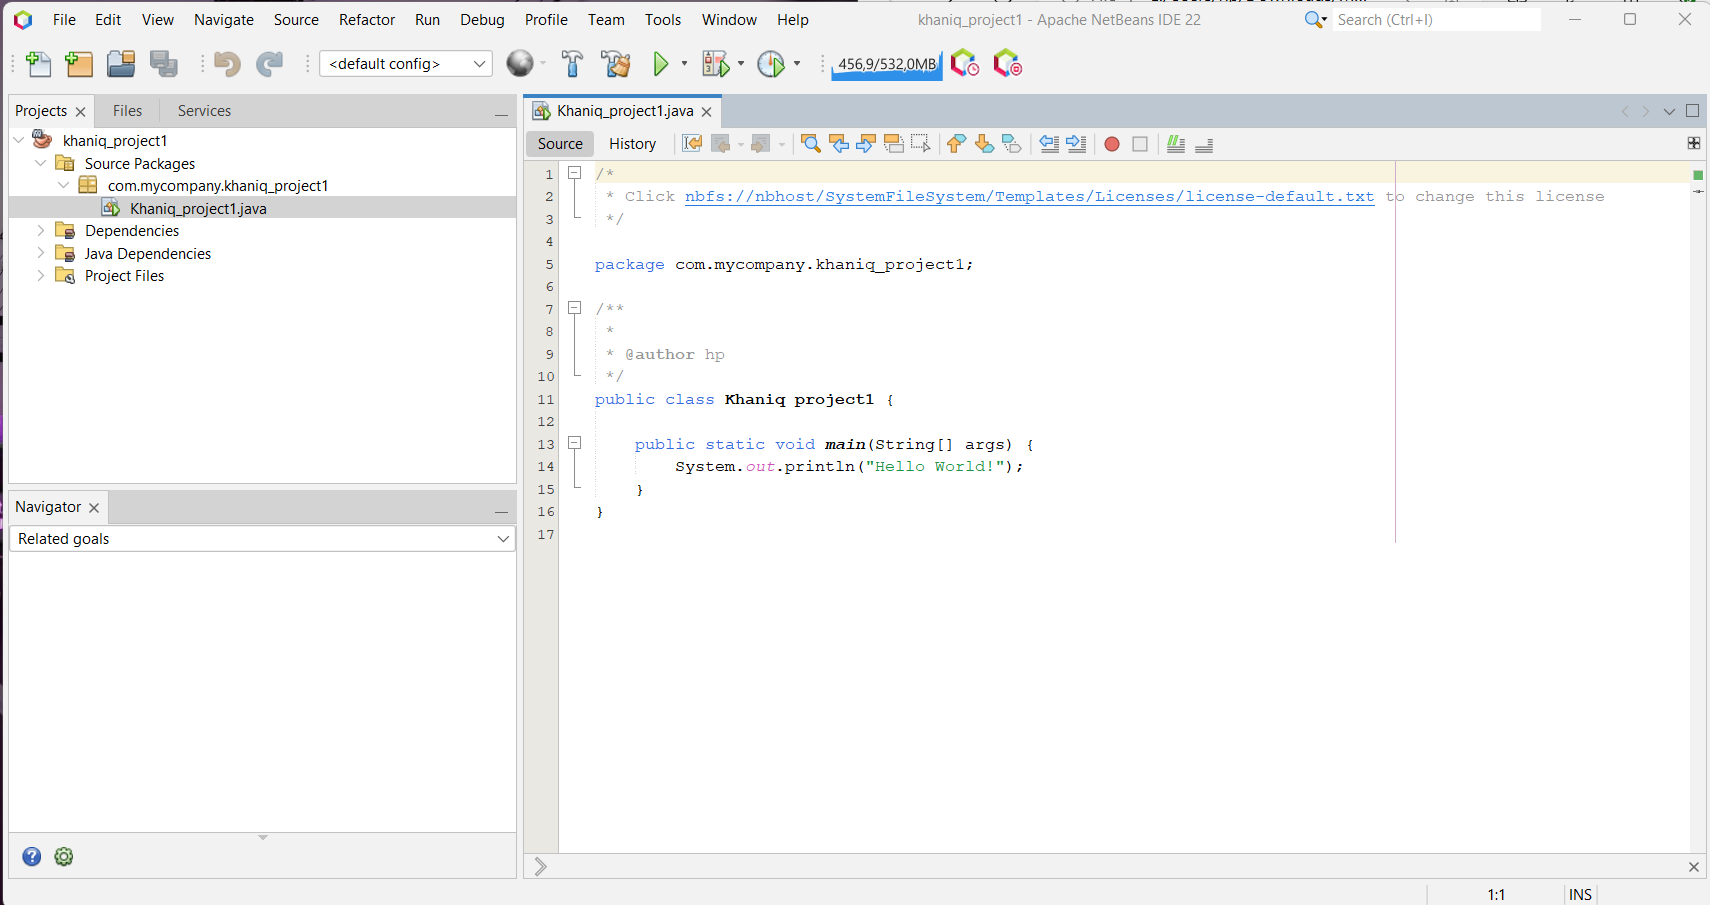 File Edit View Navigate Source Refactor Run Debug Profile Team Tools Window Help
khaniq_project1 - Apache NetBeans IDE 22
Search (Ctrl+I)
<default config>
456,9/532,0MB
Projects Files Services
khaniq_project1
Source Packages
com.mycompany.khaniq_project1
Khaniq_project1.java
Dependencies
Java Dependencies
Project Files
Navigator
Related goals
Khaniq_project1.java
Source History
1 /*
2 * Click nbfs://nbhost/SystemFileSystem/Templates/Licenses/license-default.txt to change this license
3 */
4
5 package com.mycompany.khaniq_project1;
6
7 /**
8 *
9 * @author hp
10 */
11 public class Khaniq_project1 {
12
13 public static void main(String[] args) {
14 System.out.println("Hello World!");
15 }
16 }
17
1:1 INS